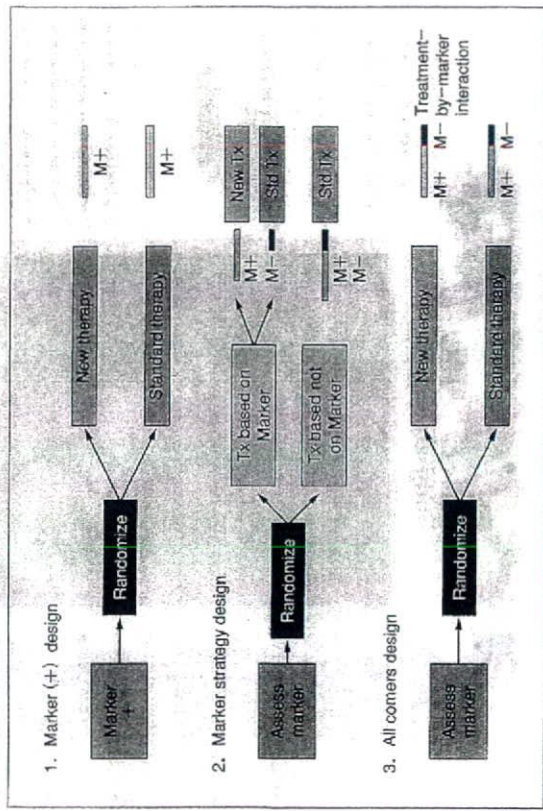 1. Marker (+) design
Marker
+
Randomize
New therapy
Standard therapy
M+
M+
2. Marker strategy design
Assess
marker
Randomize
Tx based on
Marker
Tx based not
on Marker
M+
M−
New Tx
Std Tx
M+
M−
Std Tx
3. All comers design
Assess
marker
Randomize
New therapy
Standard therapy
M+ M−
M+ M−
Treatment−
by−marker
interaction